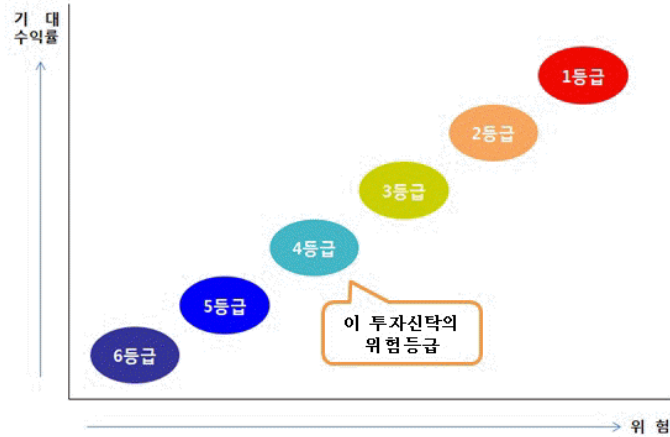 기 대
수익률
1등급
2등급
3등급
4등급
5등급
이 투자신탁의
위험등급
6등급
위 험